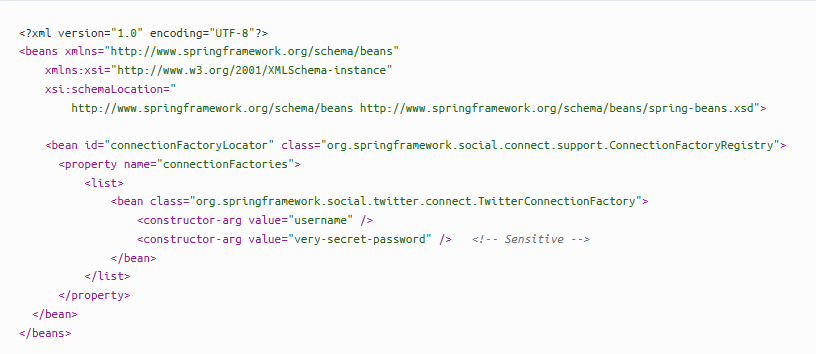 <?xml version="1.0" encoding="UTF-8"?>
<beans xmlns="http://www.springframework.org/schema/beans"
    xmlns:xsi="http://www.w3.org/2001/XMLSchema-instance"
    xsi:schemaLocation="
        http://www.springframework.org/schema/beans http://www.springframework.org/schema/beans/spring-beans.xsd">

    <bean id="connectionFactoryLocator" class="org.springframework.social.connect.support.ConnectionFactoryRegistry">
      <property name="connectionFactories">
          <list>
              <bean class="org.springframework.social.twitter.connect.TwitterConnectionFactory">
                  <constructor-arg value="username" />
                  <constructor-arg value="very-secret-password" />   <!-- Sensitive -->
              </bean>
          </list>
      </property>
  </bean>
</beans>